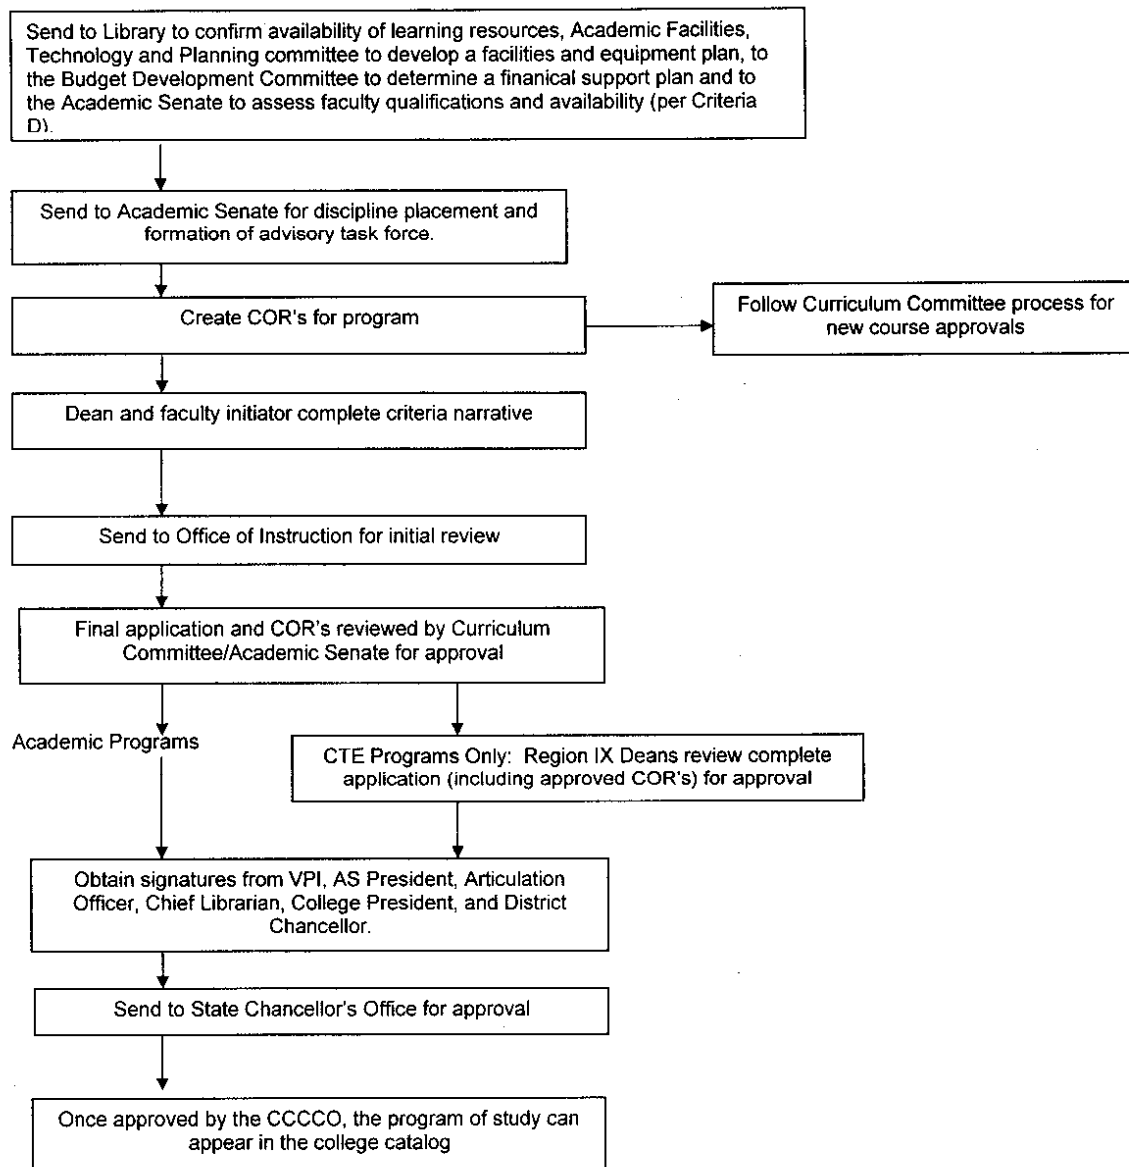 Send to Library to confirm availability of learning resources, Academic Facilities,
Technology and Planning committee to develop a facilities and equipment plan, to
the Budget Development Committee to determine a finanical support plan and to
the Academic Senate to assess faculty qualifications and availability (per Criteria
D).
Send to Academic Senate for discipline placement and
formation of advisory task force.
Create COR's for program
Follow Curriculum Committee process for
new course approvals
Dean and faculty initiator complete criteria narrative
Send to Office of Instruction for initial review
Final application and COR's reviewed by Curriculum
Committee/Academic Senate for approval
Academic Programs
CTE Programs Only: Region IX Deans review complete
application (including approved COR's) for approval
Obtain signatures from VPI, AS President, Articulation
Officer, Chief Librarian, College President, and District
Chancellor.
Send to State Chancellor's Office for approval
Once approved by the CCCCO, the program of study can
appear in the college catalog